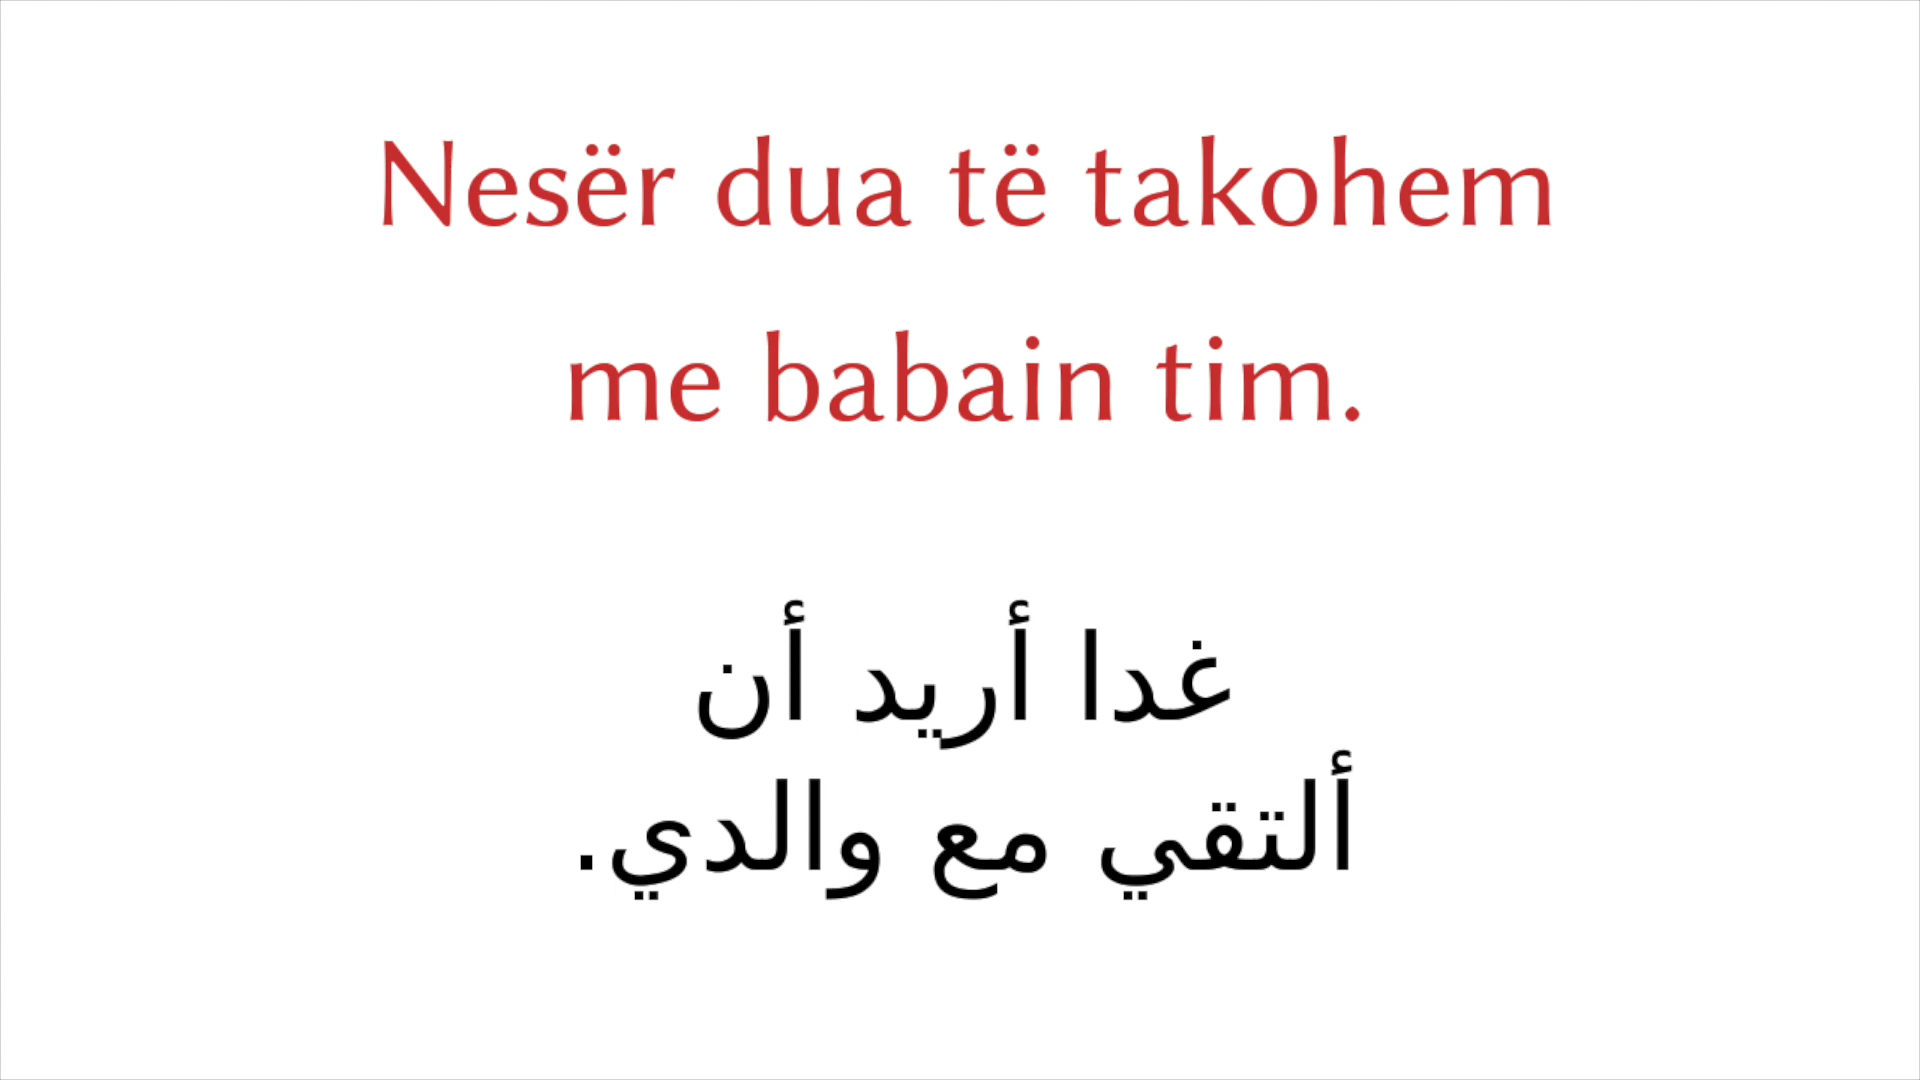 Nesër dua të takohem
me babain tim.
غدا أريد أن
ألتقي مع والدي.